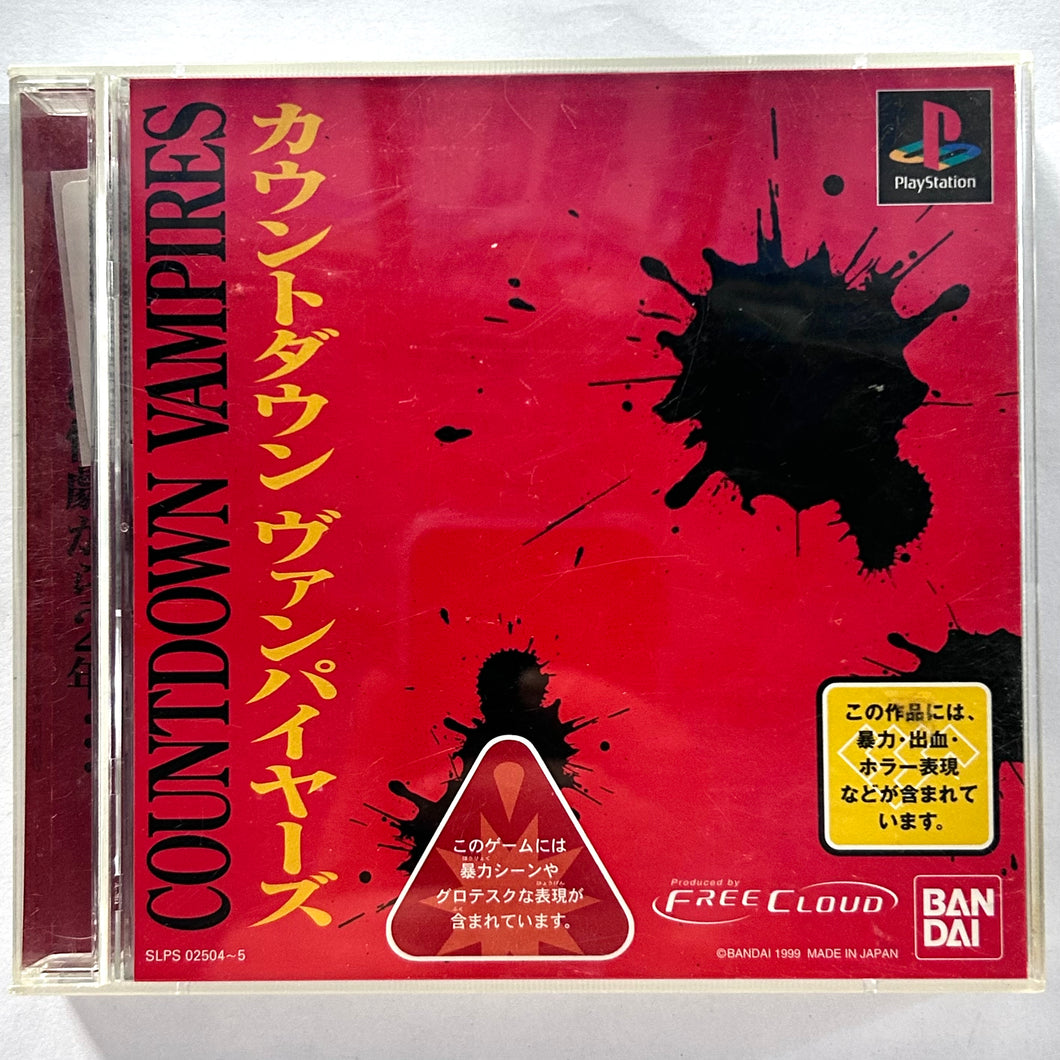 COUNTDOWN VAMPIRES
カウントダウン ヴァンパイヤーズ
PlayStation
この作品には、
暴力・出血・
ホラー表現
などが含まれて
います。
このゲームには
暴力シーンや
グロテスクな表現が
含まれています。
Produced by
FREE CLOUD
BAN
DAI
SLPS 02504~5
©BANDAI 1999 MADE IN JAPAN